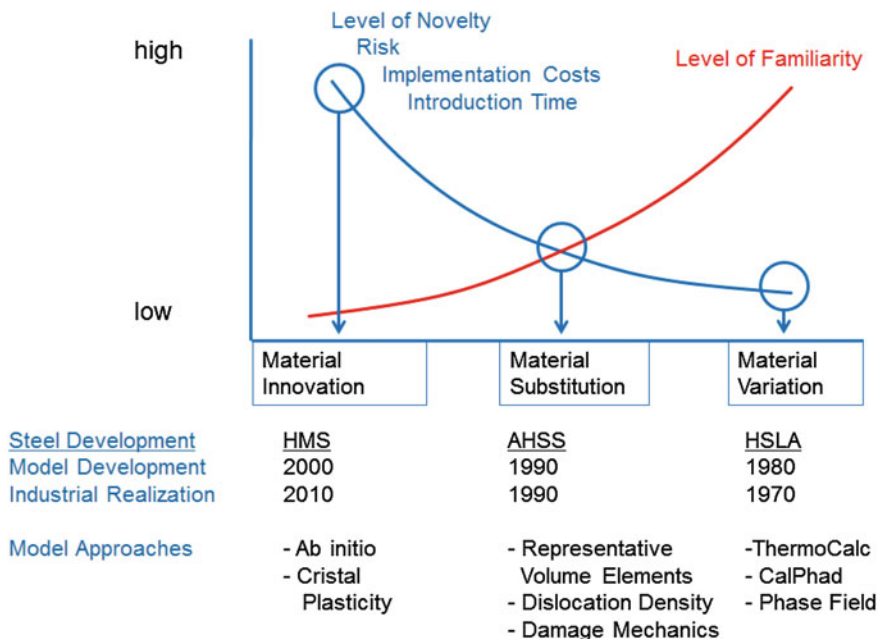 high
Level of Novelty
Risk
Implementation Costs
Introduction Time
Level of Familiarity
low
Material
Innovation
Material
Substitution
Material
Variation
Steel Development HMS AHSS HSLA
Model Development 2000 1990 1980
Industrial Realization 2010 1990 1970
Model Approaches - Ab initio - Representative -ThermoCalc
- Cristal Volume Elements - CalPhad
Plasticity - Dislocation Density - Phase Field
- Damage Mechanics